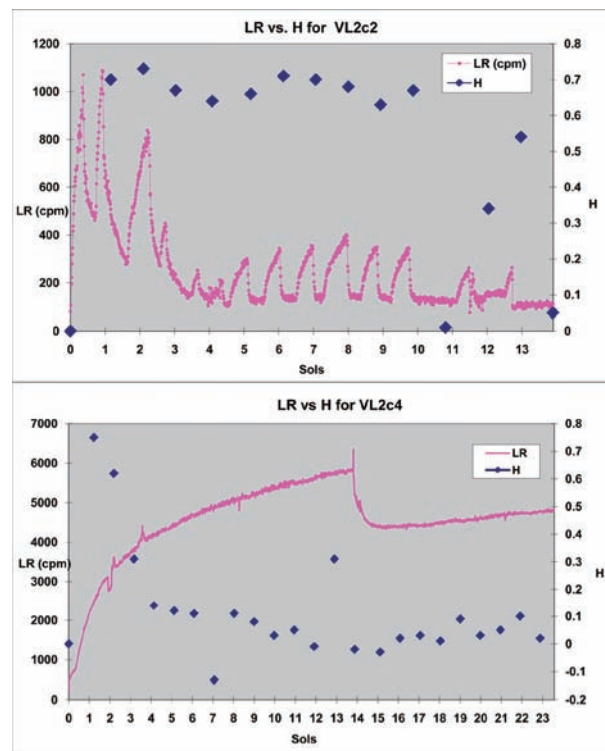 LR vs. H for VL2c2
1200
1000
800
600
LR (cpm)
400
200
0
0.8
0.7
0.6
0.5
0.4
H
0.3
0.2
0.1
0
LR (cpm)
H
0 1 2 3 4 5 6 7 8 9 10 11 12 13
Sols
LR vs H for VL2c4
7000
6000
5000
4000
LR (cpm)
3000
2000
1000
0
0.8
0.7
0.6
0.5
0.4
H
0.3
0.2
0.1
0
-0.1
-0.2
LR
H
0 1 2 3 4 5 6 7 8 9 10 11 12 13 14 15 16 17 18 19 20 21 22 23
Sols